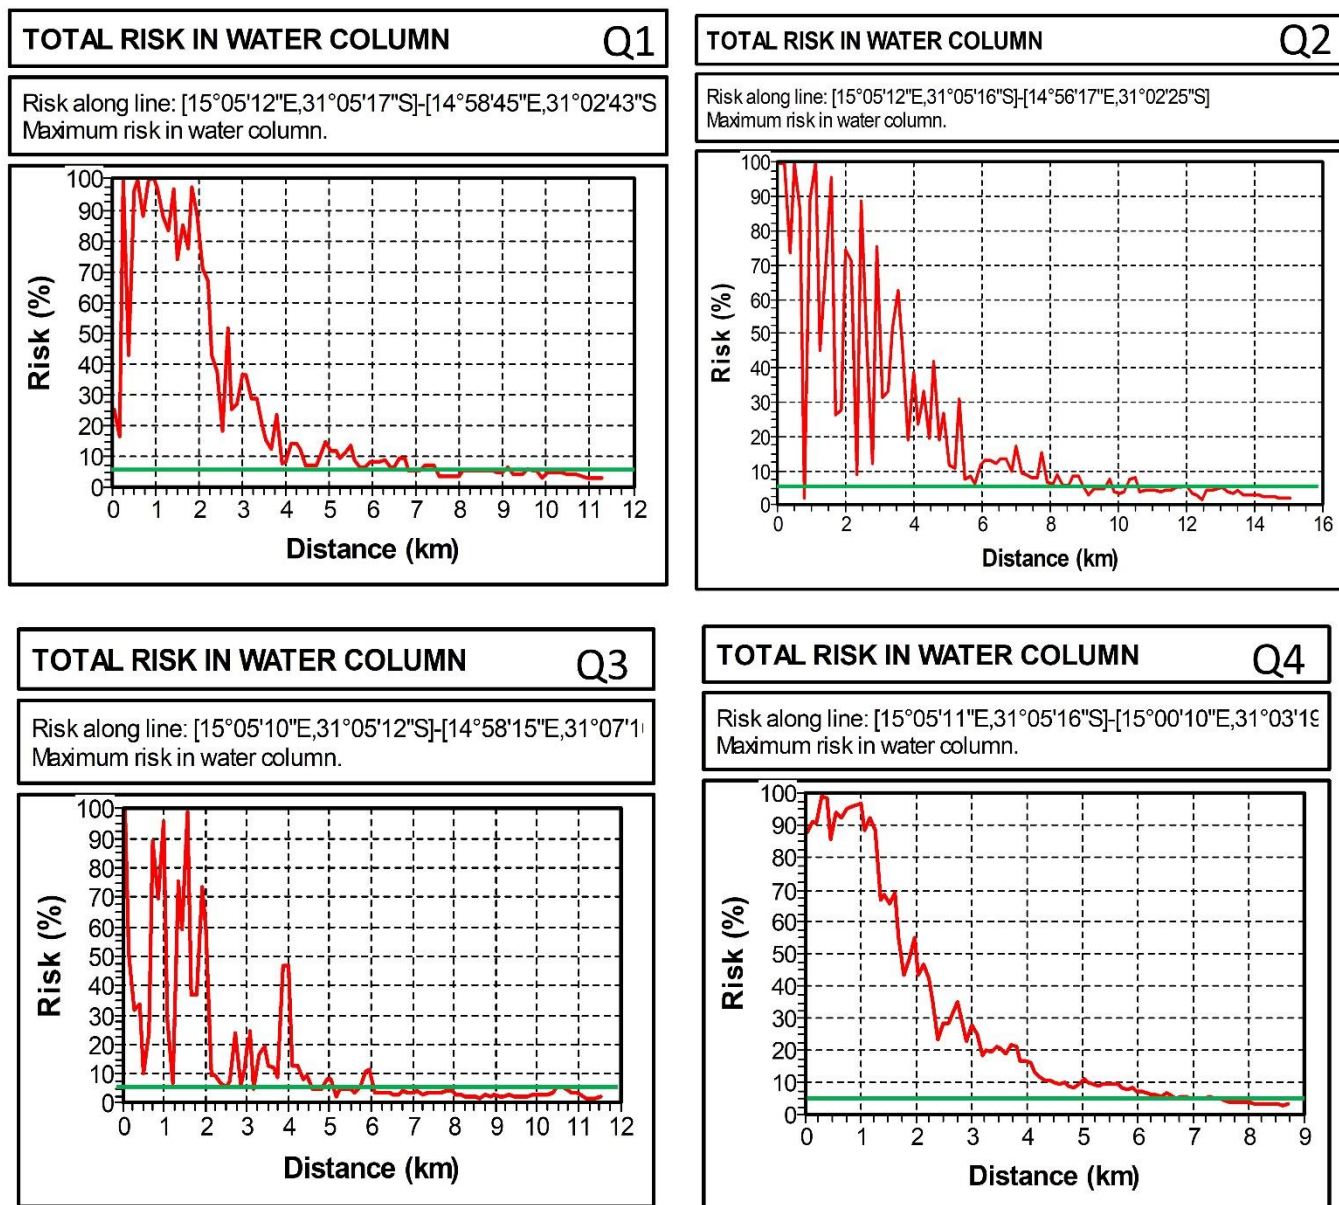 TOTAL RISK IN WATER COLUMN Q1
Risk along line: [15°05'12"E,31°05'17"S]-[14°58'45"E,31°02'43"S
Maximum risk in water column.
100
90
80
70
60
50
40
30
20
10
0
Risk (%)
0 1 2 3 4 5 6 7 8 9 10 11 12
Distance (km)
TOTAL RISK IN WATER COLUMN Q2
Risk along line: [15°05'12"E,31°05'16"S]-[14°56'17"E,31°02'25"S]
Maximum risk in water column.
100
90
80
70
60
50
40
30
20
10
0
Risk (%)
0 2 4 6 8 10 12 14 16
Distance (km)
TOTAL RISK IN WATER COLUMN Q3
Risk along line: [15°05'10"E,31°05'12"S]-[14°58'15"E,31°07'1
Maximum risk in water column.
100
90
80
70
60
50
40
30
20
10
0
Risk (%)
0 1 2 3 4 5 6 7 8 9 10 11 12
Distance (km)
TOTAL RISK IN WATER COLUMN Q4
Risk along line: [15°05'11"E,31°05'16"S]-[15°00'10"E,31°03'19
Maximum risk in water column.
100
90
80
70
60
50
40
30
20
10
0
Risk (%)
0 1 2 3 4 5 6 7 8 9
Distance (km)